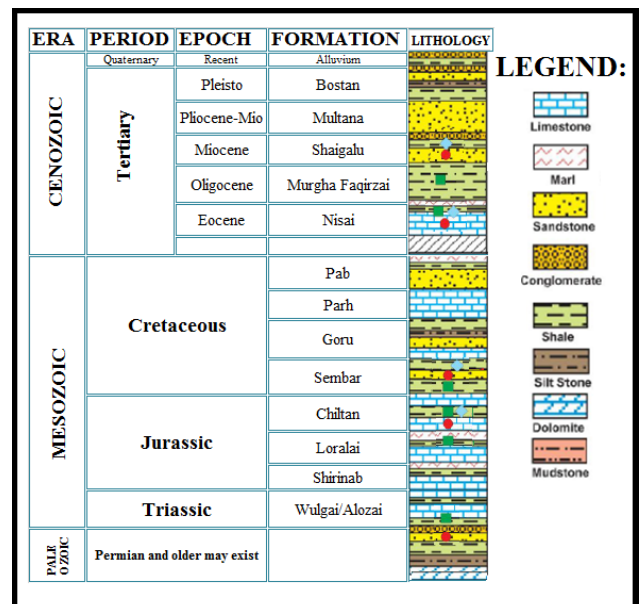 ERA PERIOD EPOCH FORMATION LITHOLOGY
Quaternary Recent Alluvium
CENOZOIC
Tertiary
Pleisto Bostan
Pliocene-Mio Multana
Miocene Shaigalu
Oligocene Murgha Faqirzai
Eocene Nisai
MESOZOIC
Cretaceous
Pab
Parh
Goru
Sembar
Jurassic
Chiltan
Loralai
Shirinab
Triassic Wulgai/Alozai
PALE
OZOIC
Permian and older may exist
LEGEND:
Limestone
Marl
Sandstone
Conglomerate
Shale
Silt Stone
Dolomite
Mudstone